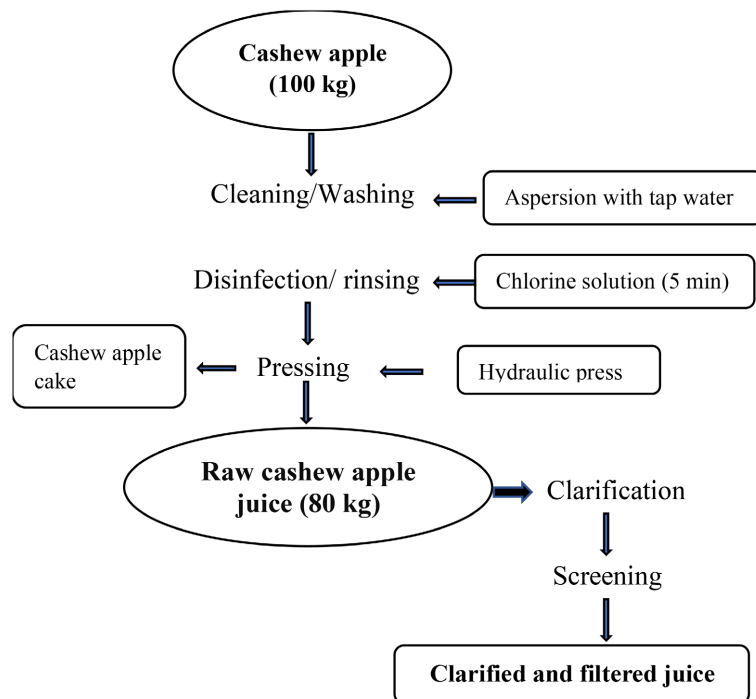 Cashew apple
(100 kg)
Cleaning/Washing
Aspersion with tap water
Disinfection/ rinsing
Chlorine solution (5 min)
Cashew apple
cake
Pressing
Hydraulic press
Raw cashew apple
juice (80 kg)
Clarification
Screening
Clarified and filtered juice